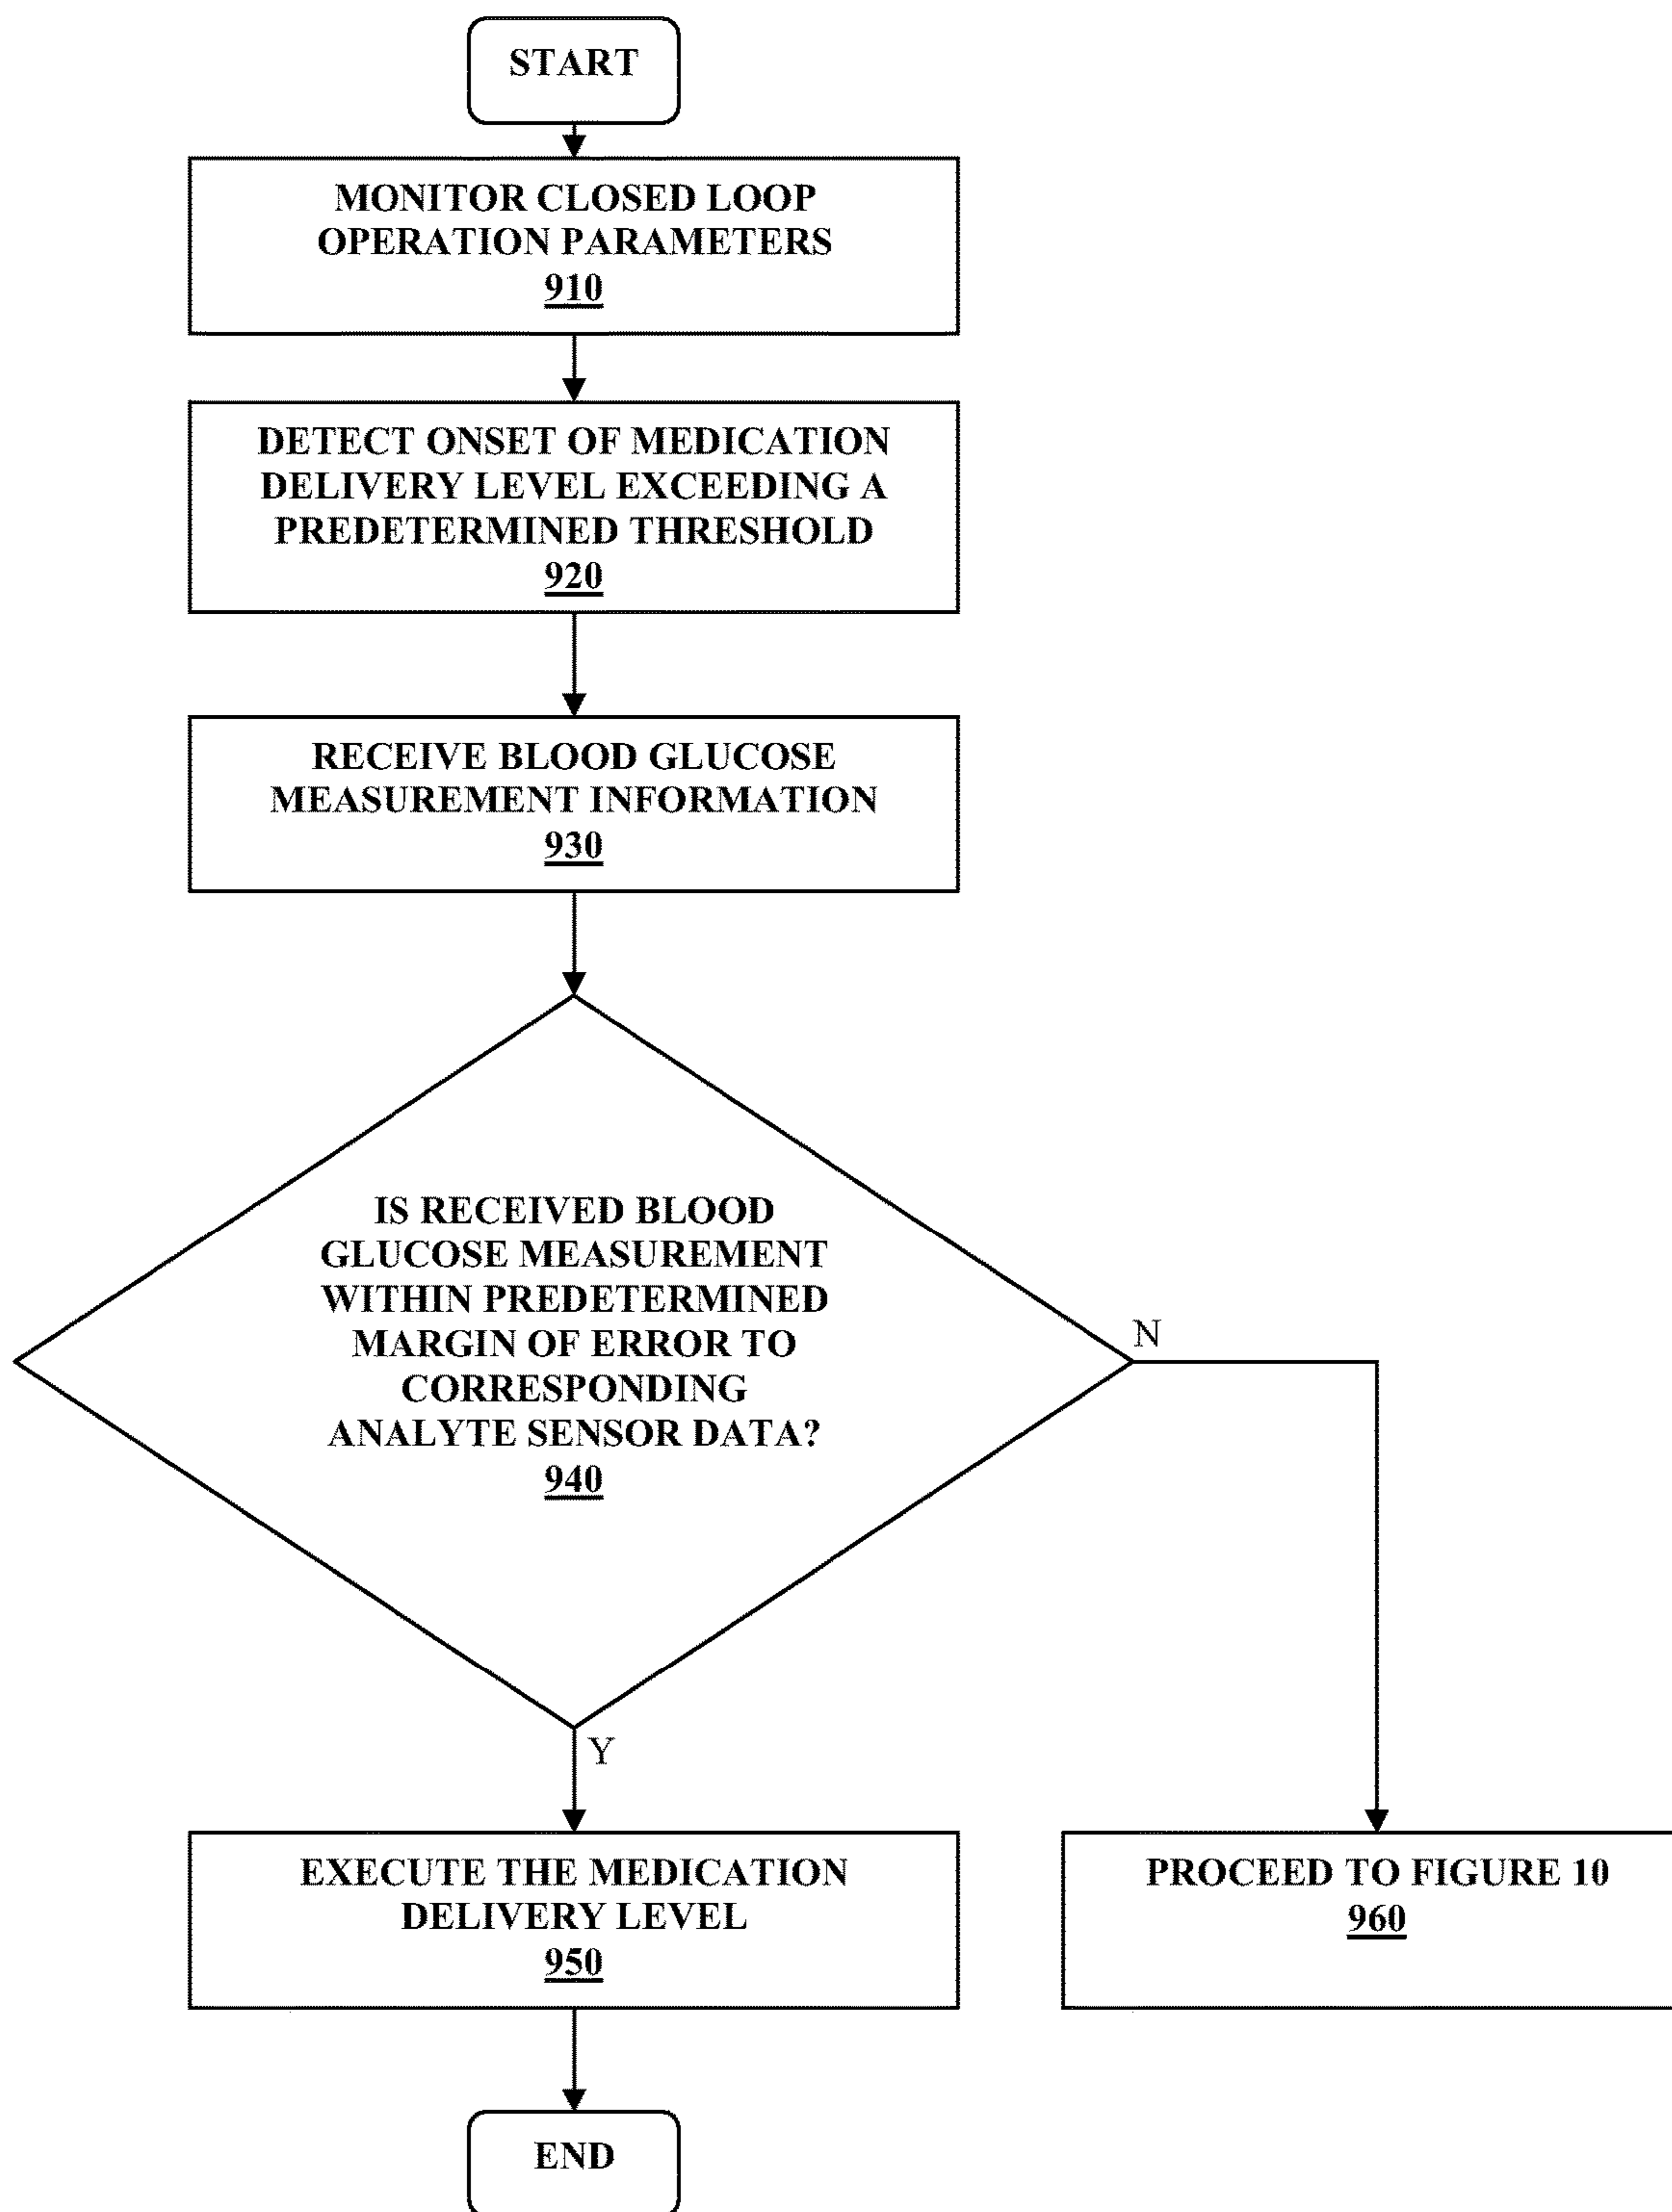 START
MONITOR CLOSED LOOP
OPERATION PARAMETERS
910
DETECT ONSET OF MEDICATION
DELIVERY LEVEL EXCEEDING A
PREDETERMINED THRESHOLD
920
RECEIVE BLOOD GLUCOSE
MEASUREMENT INFORMATION
930
IS RECEIVED BLOOD
GLUCOSE MEASUREMENT
WITHIN PREDETERMINED
MARGIN OF ERROR TO
CORRESPONDING
ANALYTE SENSOR DATA?
940
N
Y
EXECUTE THE MEDICATION
DELIVERY LEVEL
950
PROCEED TO FIGURE 10
960
END